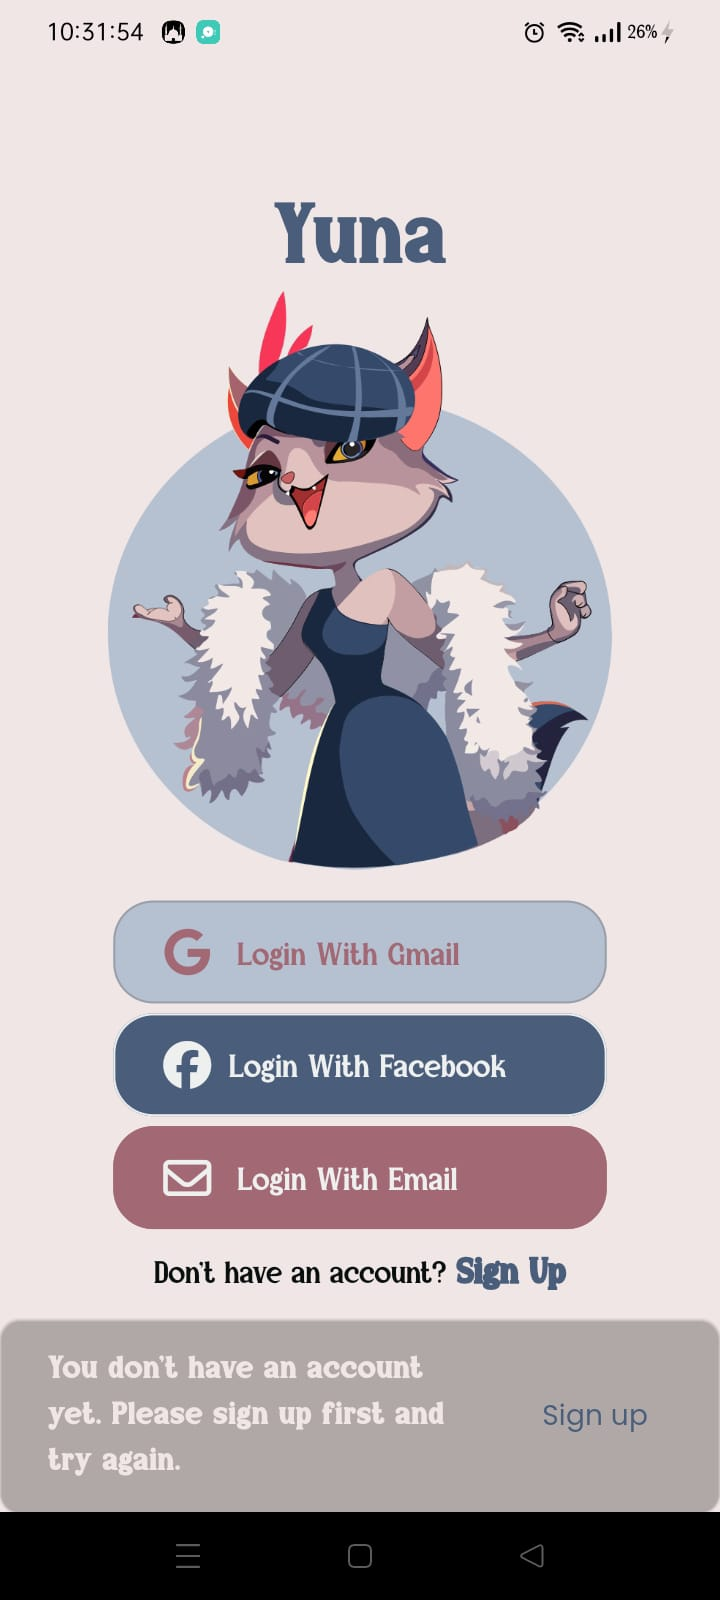 10:31:54
26%
Yuna
Login With Gmail
Login With Facebook
Login With Email
Don't have an account? Sign Up
You don't have an account
yet. Please sign up first and
try again.
Sign up